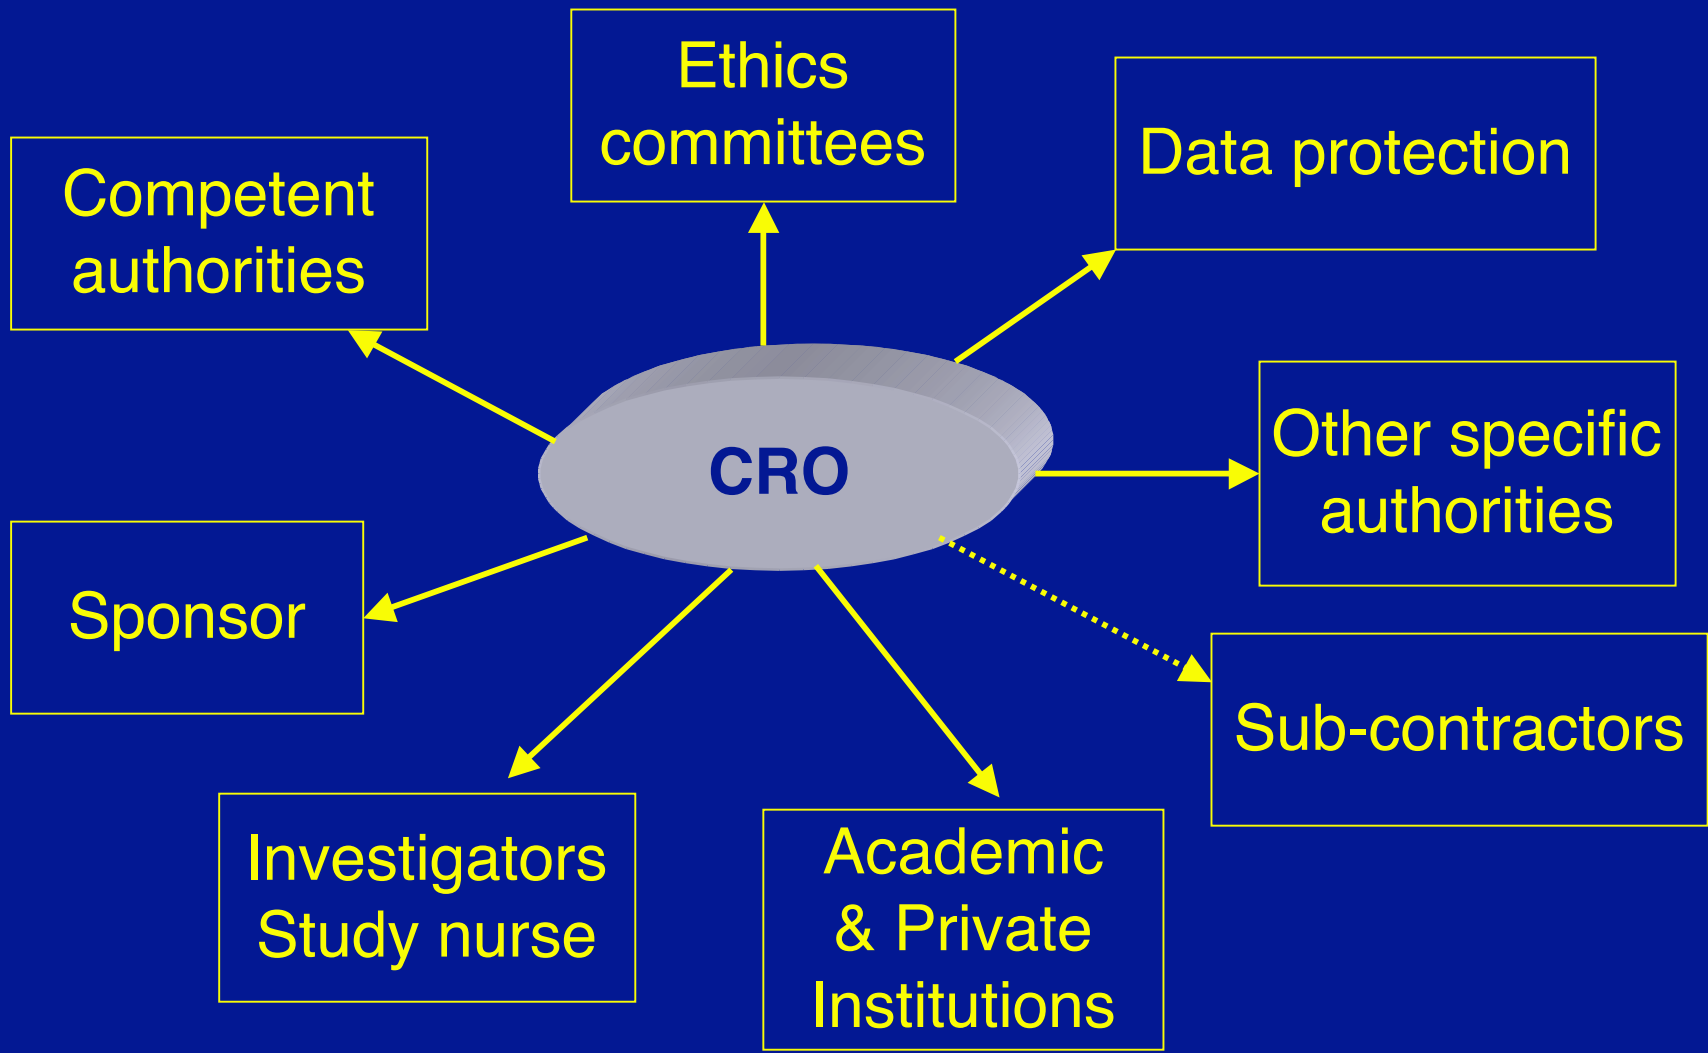 Ethics
committees
Data protection
Competent
authorities
CRO
Other specific
authorities
Sponsor
Sub-contractors
Investigators
Study nurse
Academic
& Private
Institutions